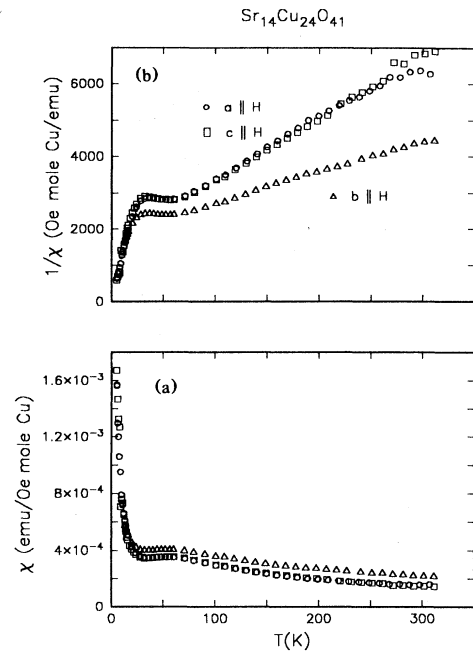 Sr₁₄Cu₂₄O₄₁
(b)
○ a ∥ H
□ c ∥ H
△ b ∥ H
6000
4000
2000
0
1/χ (Oe mole Cu/emu)
(a)
1.6×10⁻³
1.2×10⁻³
8×10⁻⁴
4×10⁻⁴
0
χ (emu/Oe mole Cu)
0 100 200 300
T(K)